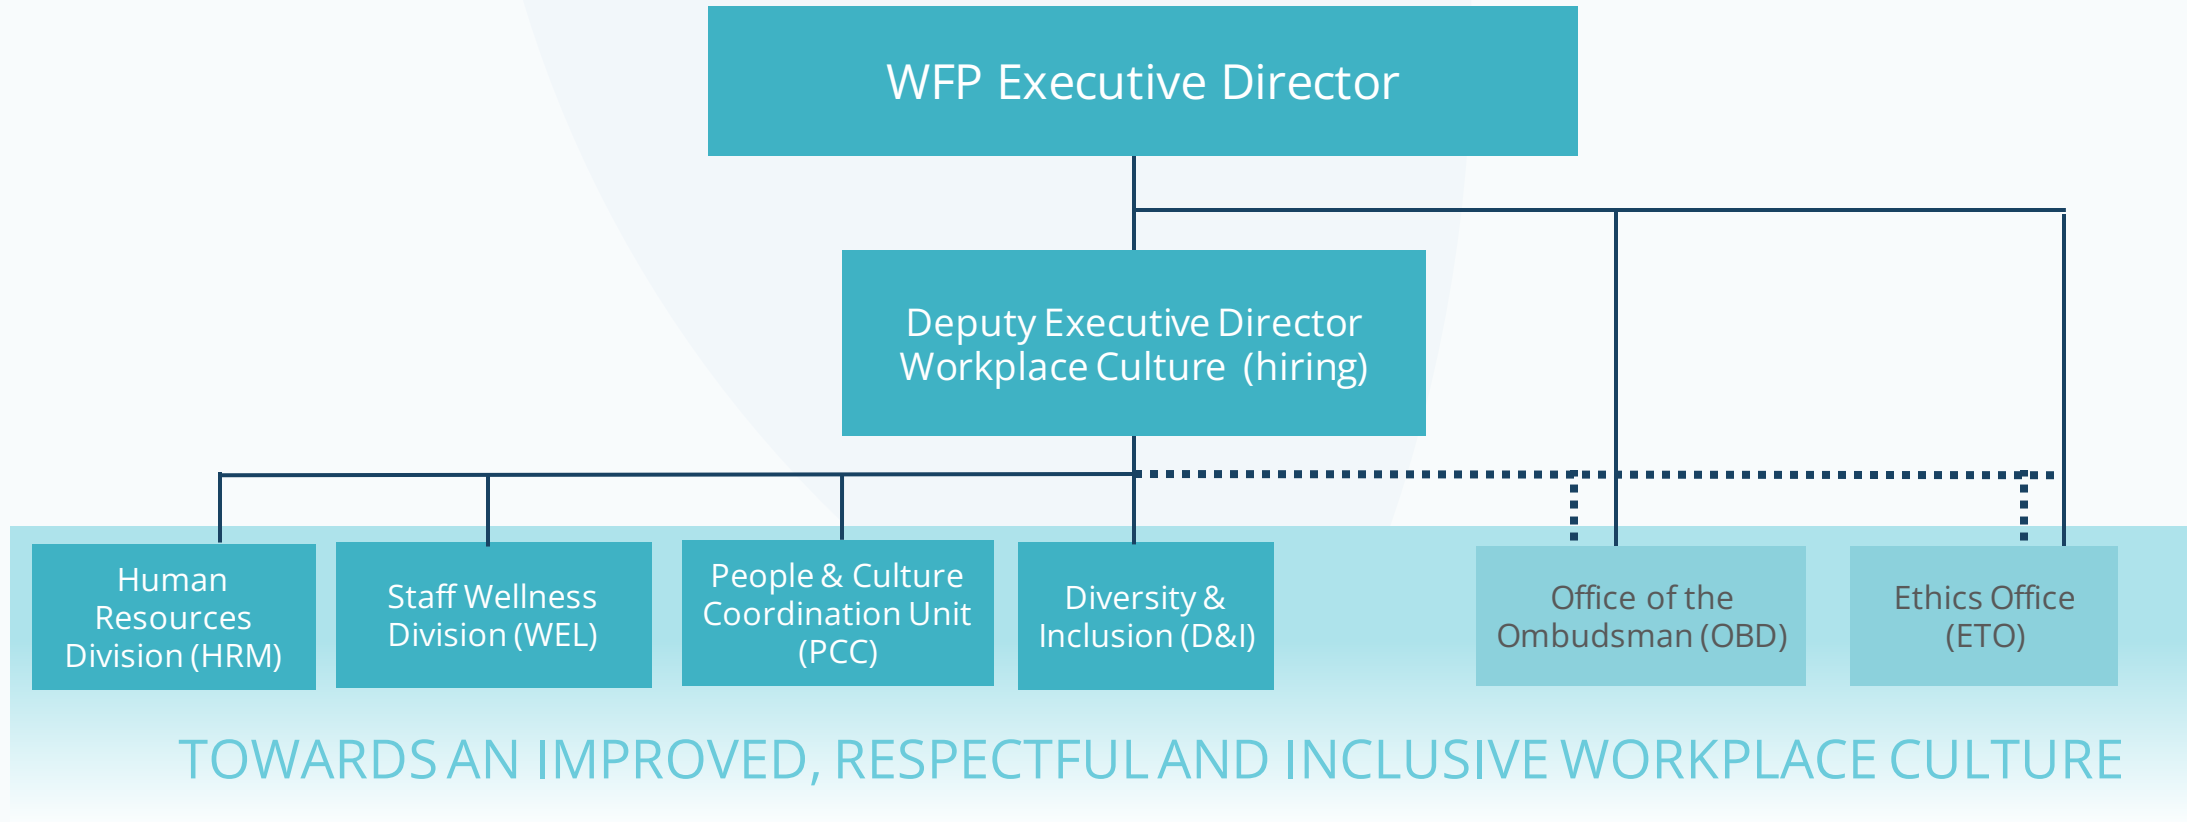 WFP Executive Director
Deputy Executive Director
Workplace Culture (hiring)
Human
Resources
Division (HRM)
Staff Wellness
Division (WEL)
People & Culture
Coordination Unit
(PCC)
Diversity &
Inclusion (D&I)
Office of the
Ombudsman (OBD)
Ethics Office
(ETO)
TOWARDS AN IMPROVED, RESPECTFUL AND INCLUSIVE WORKPLACE CULTURE